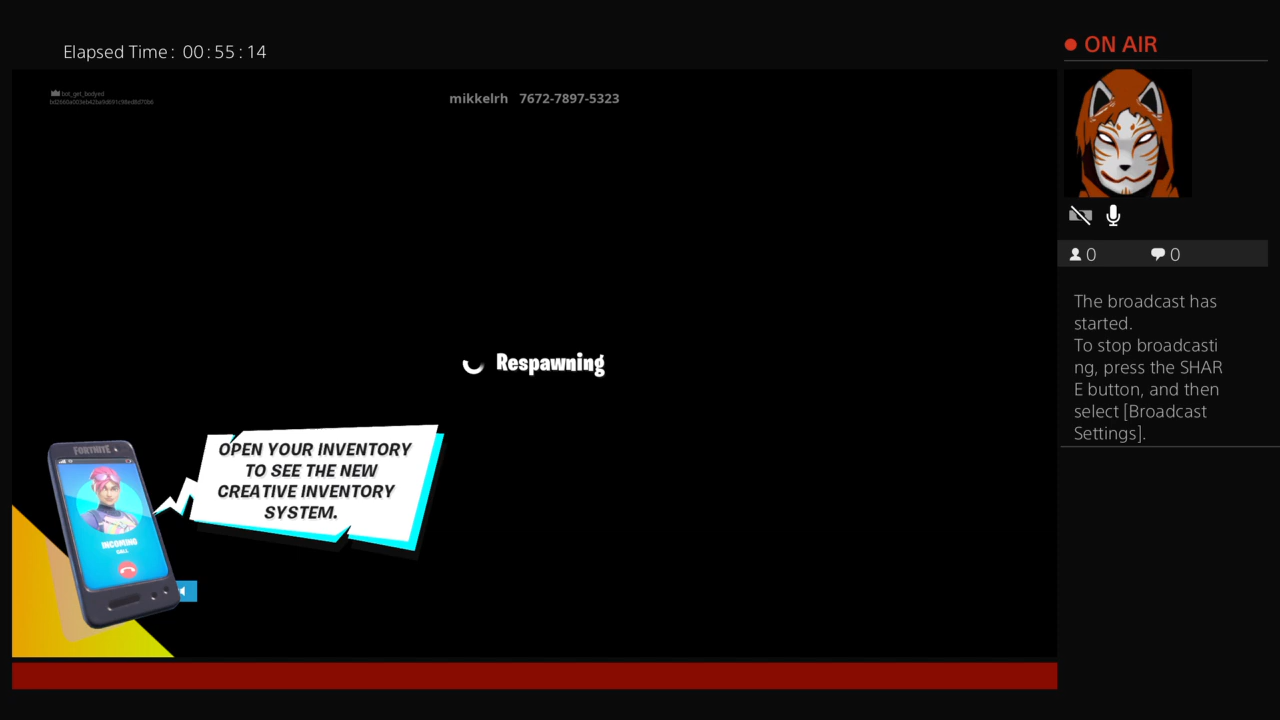 Elapsed Time: 00:55:14
ON AIR
bot_get_bodyed
mikkelrh 7672-7897-5323
0 0
The broadcast has
started.
To stop broadcasti
ng, press the SHAR
E button, and then
select [Broadcast
Settings].
Respawning
FORTNITE
OPEN YOUR INVENTORY
TO SEE THE NEW
CREATIVE INVENTORY
SYSTEM.
INCOMING
CALL